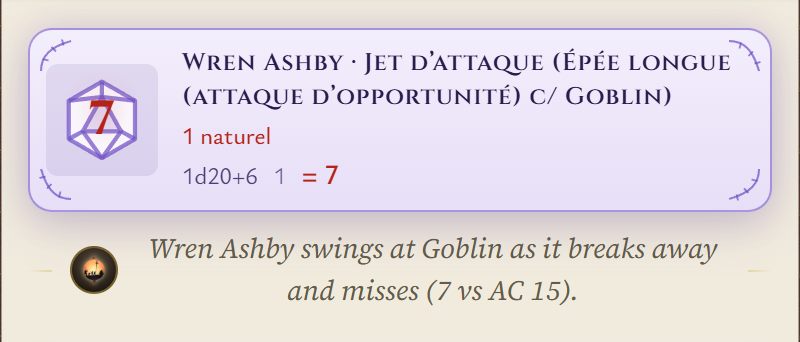 Wren Ashby · Jet d’attaque (Épée longue
(attaque d’opportunité) c/ Goblin)
7
1 naturel
1d20+6 1 = 7
Wren Ashby swings at Goblin as it breaks away
and misses (7 vs AC 15).